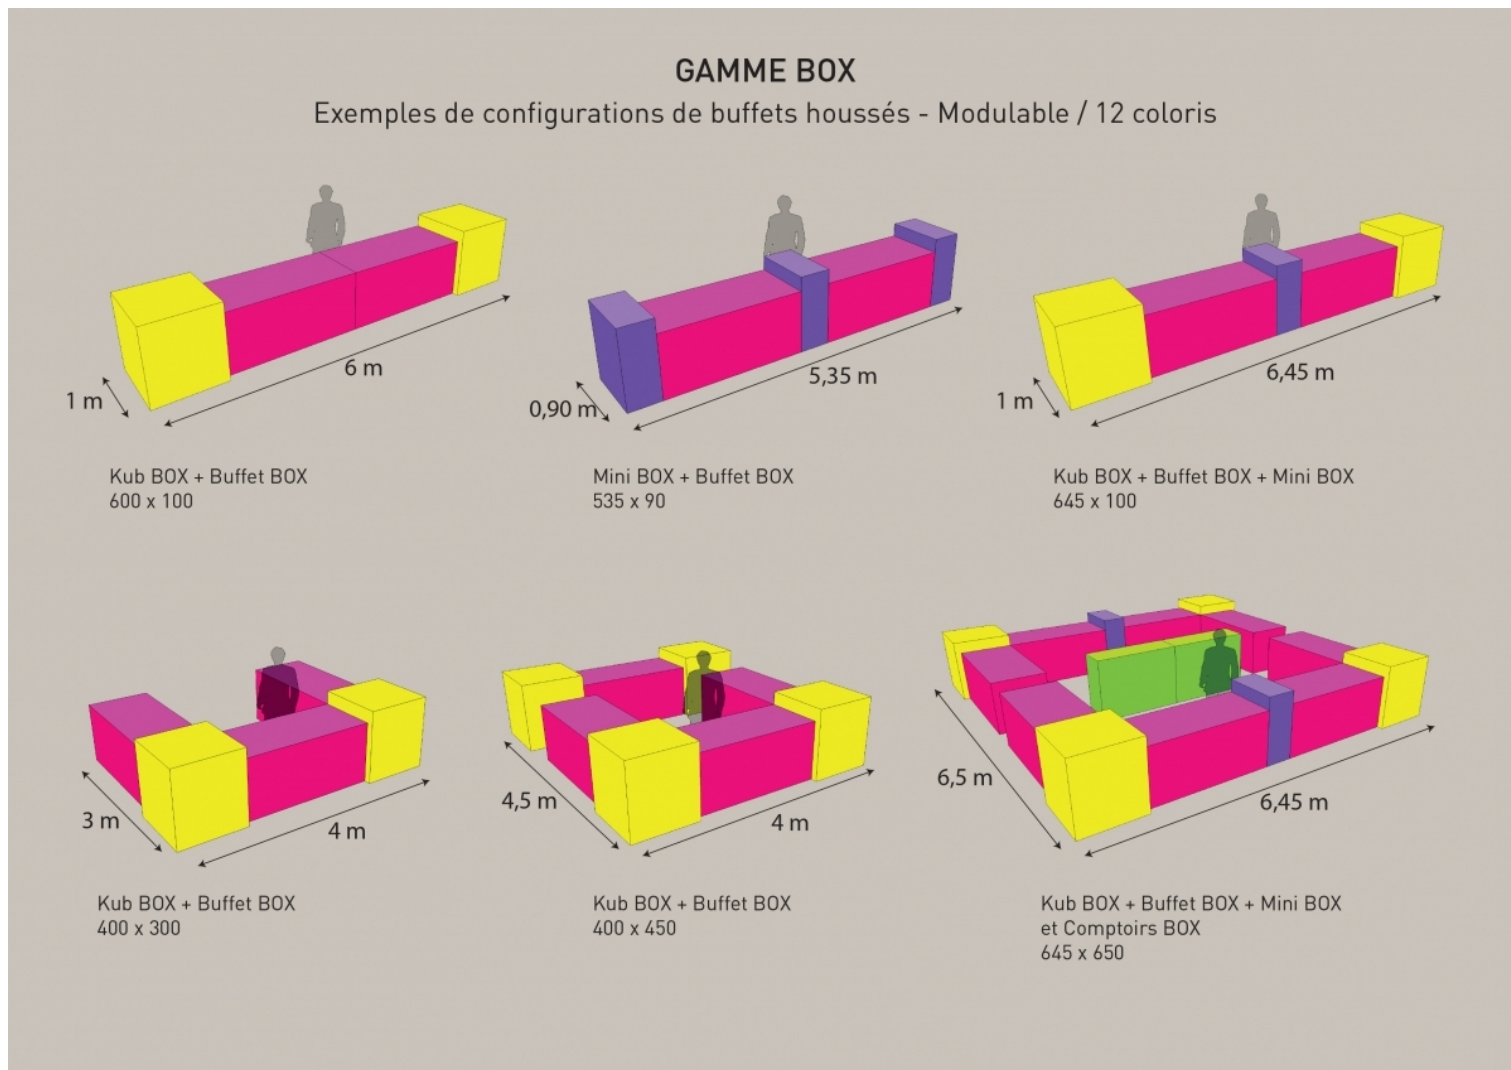 GAMME BOX
Exemples de configurations de buffets houssés - Modulable / 12 coloris
1 m
6 m
Kub BOX + Buffet BOX
600 x 100
0,90 m
5,35 m
Mini BOX + Buffet BOX
535 x 90
1 m
6,45 m
Kub BOX + Buffet BOX + Mini BOX
645 x 100
3 m
4 m
Kub BOX + Buffet BOX
400 x 300
4,5 m
4 m
Kub BOX + Buffet BOX
400 x 450
6,5 m
6,45 m
Kub BOX + Buffet BOX + Mini BOX
et Comptoirs BOX
645 x 650